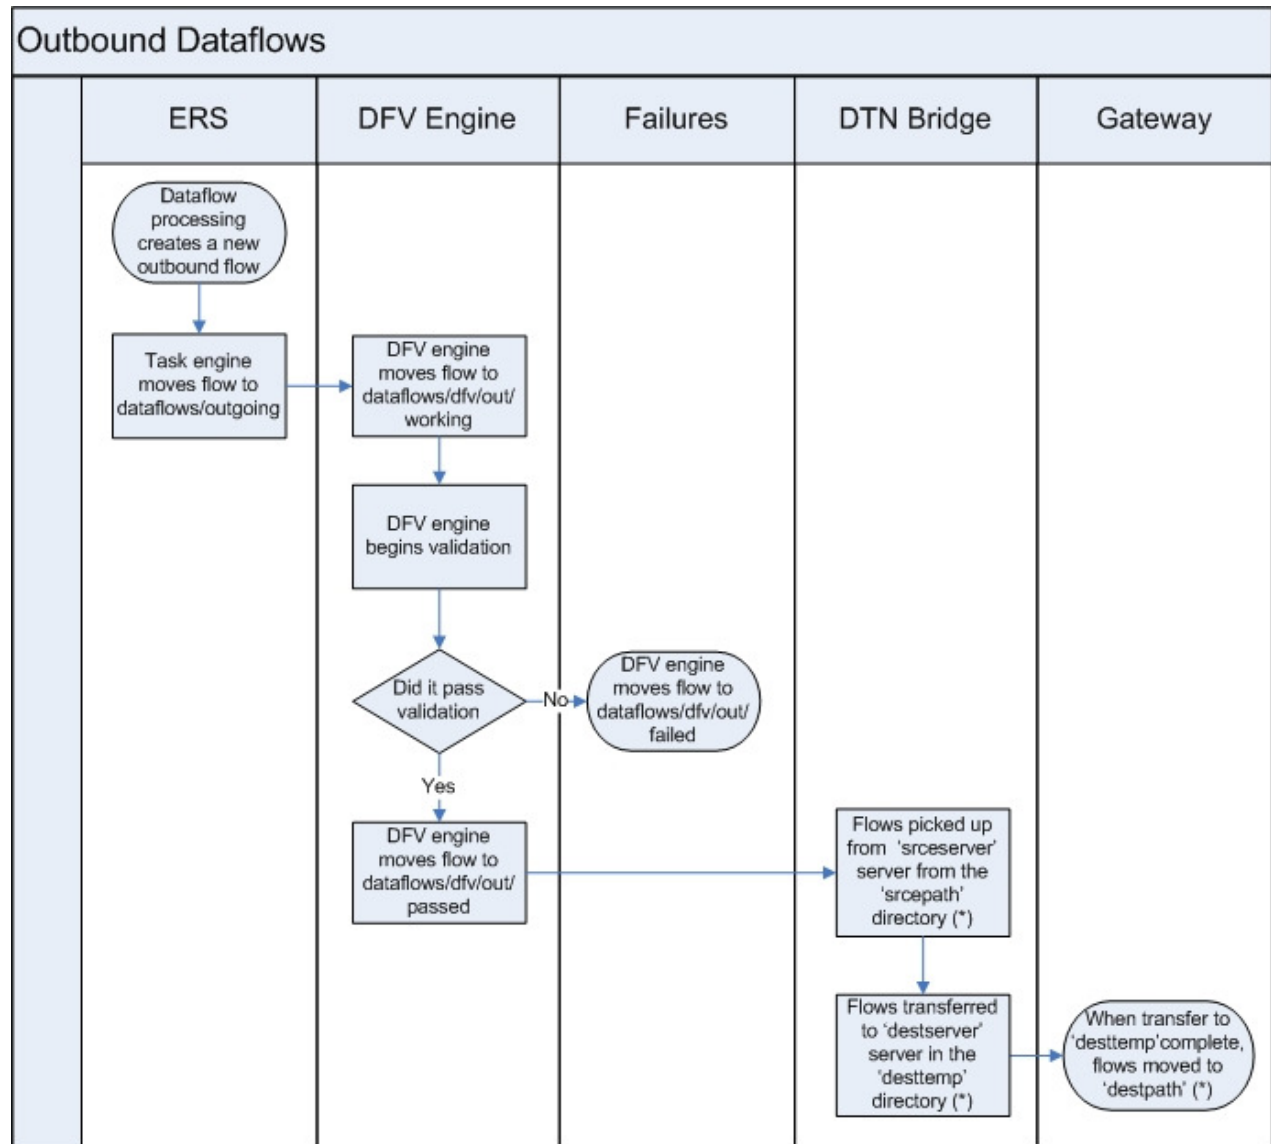 Outbound Dataflows
ERS
DFV Engine
Failures
DTN Bridge
Gateway
Dataflow
processing
creates a new
outbound flow
Task engine
moves flow to
dataflows/outgoing
DFV engine
moves flow to
dataflows/dfv/out/
working
DFV engine
begins validation
Did it pass
validation
No
DFV engine
moves flow to
dataflows/dfv/out/
failed
Yes
DFV engine
moves flow to
dataflows/dfv/out/
passed
Flows picked up
from ‘srceserver’
server from the
‘srcepath’
directory (*)
Flows transferred
to ‘destserver’
server in the
‘desttemp’
directory (*)
When transfer to
‘desttemp’complete,
flows moved to
‘destpath’ (*)